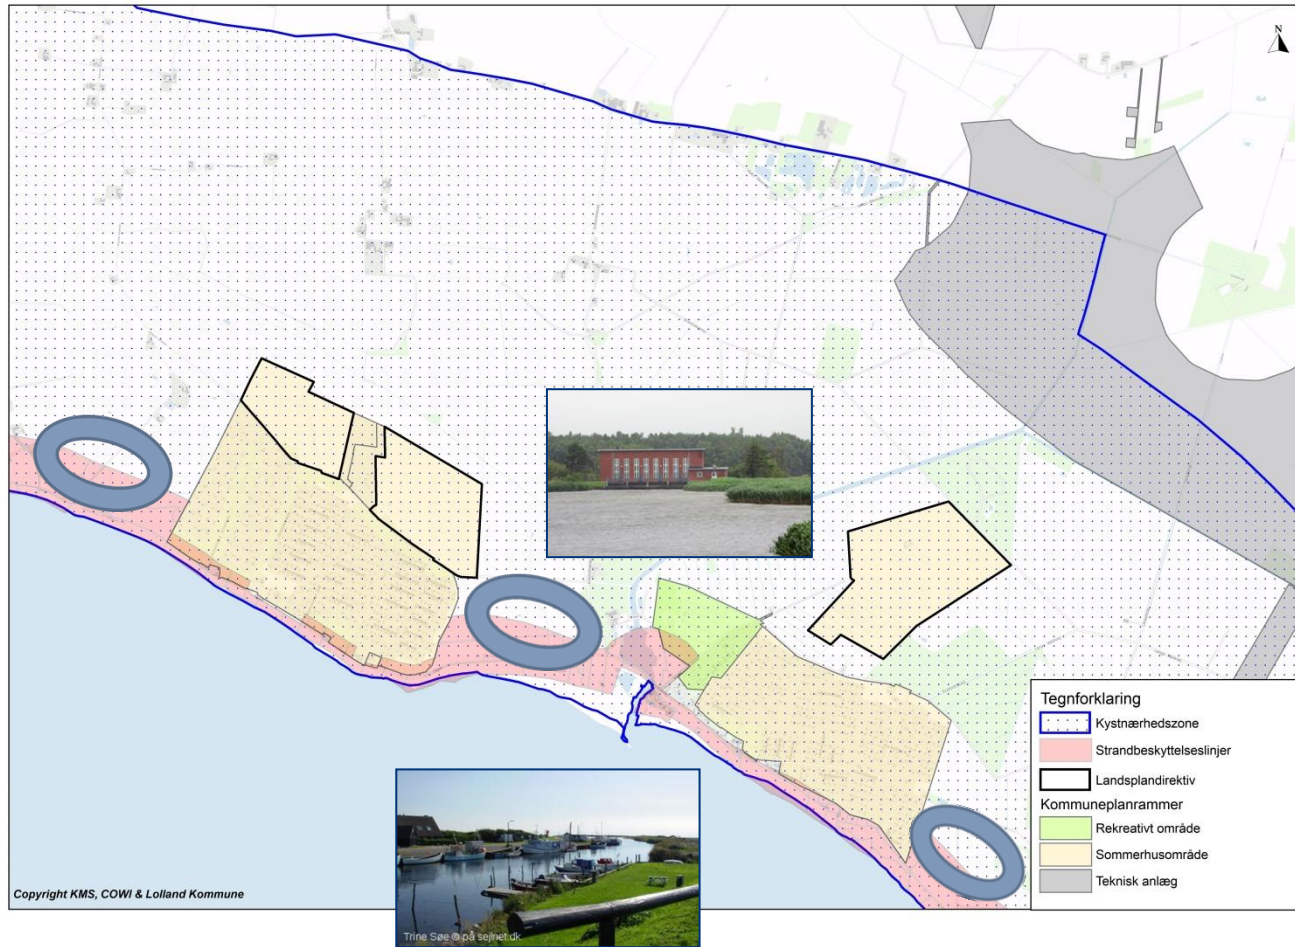 N
Tegnforklaring
Kystnærhedszone
Strandbeskyttelseslinjer
Landsplandirektiv
Kommuneplanrammer
Rekreativt område
Sommerhusområde
Teknisk anlæg
Copyright KMS, COWI & Lolland Kommune
Trine Søe © på sejlnet.dk